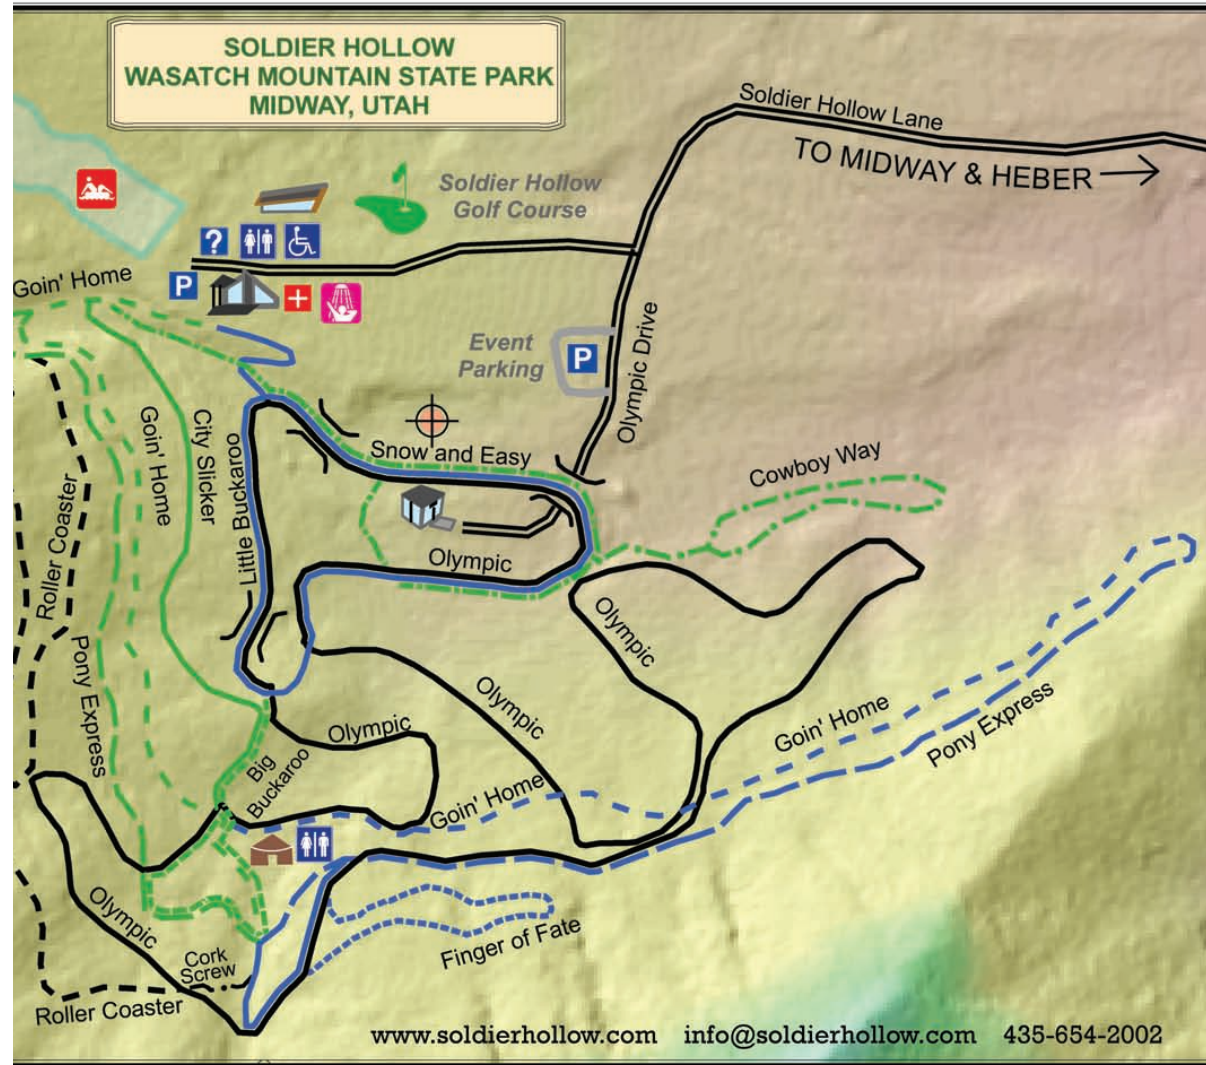 SOLDIER HOLLOW
WASATCH MOUNTAIN STATE PARK
MIDWAY, UTAH
Soldier Hollow Lane
TO MIDWAY & HEBER
Soldier Hollow
Golf Course
?
P
Goin' Home
Event
Parking
P
Olympic Drive
Roller Coaster
Goin' Home
City Slicker
Little Buckaroo
Snow and Easy
Cowboy Way
Olympic
Olympic
Pony Express
Olympic
Olympic
Big
Buckaroo
Goin' Home
Goin' Home
Pony Express
Olympic
Cork
Screw
Finger of Fate
Roller Coaster
www.soldierhollow.com info@soldierhollow.com 435-654-2002